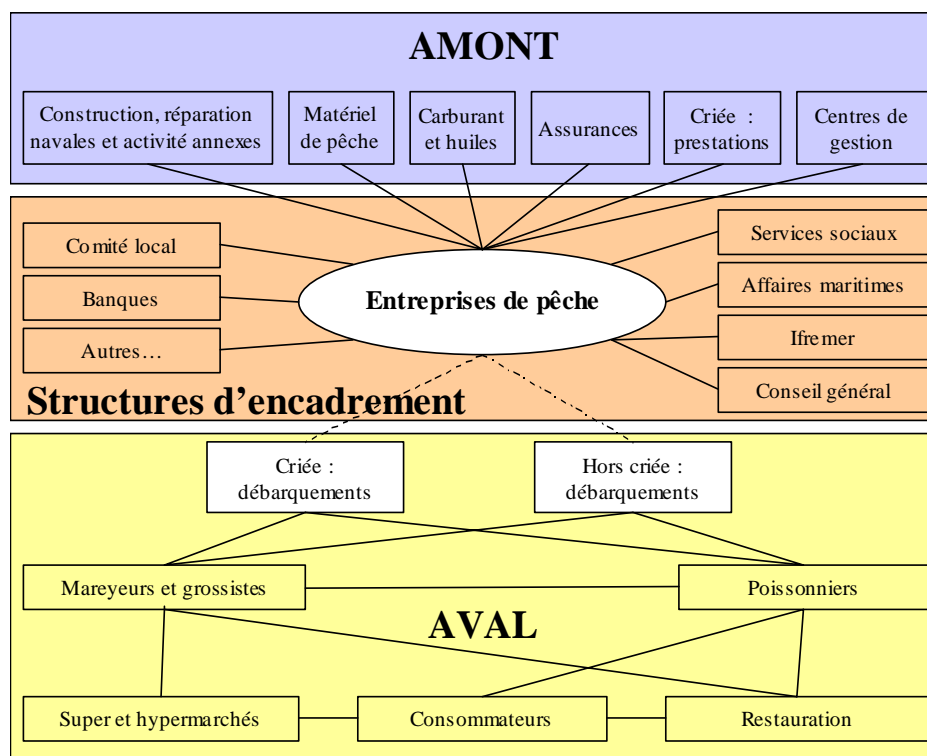 AMONT
Construction, réparation
navales et activité annexes
Matériel
de pêche
Carburant
et huiles
Assurances
Criée :
prestations
Centres de
gestion
Comité local
Banques
Autres…
Entreprises de pêche
Services sociaux
Affaires maritimes
Ifremer
Conseil général
Structures d’encadrement
Criée :
débarquements
Hors criée :
débarquements
Mareyeurs et grossistes
Poissonniers
AVAL
Super et hypermarchés
Consommateurs
Restauration